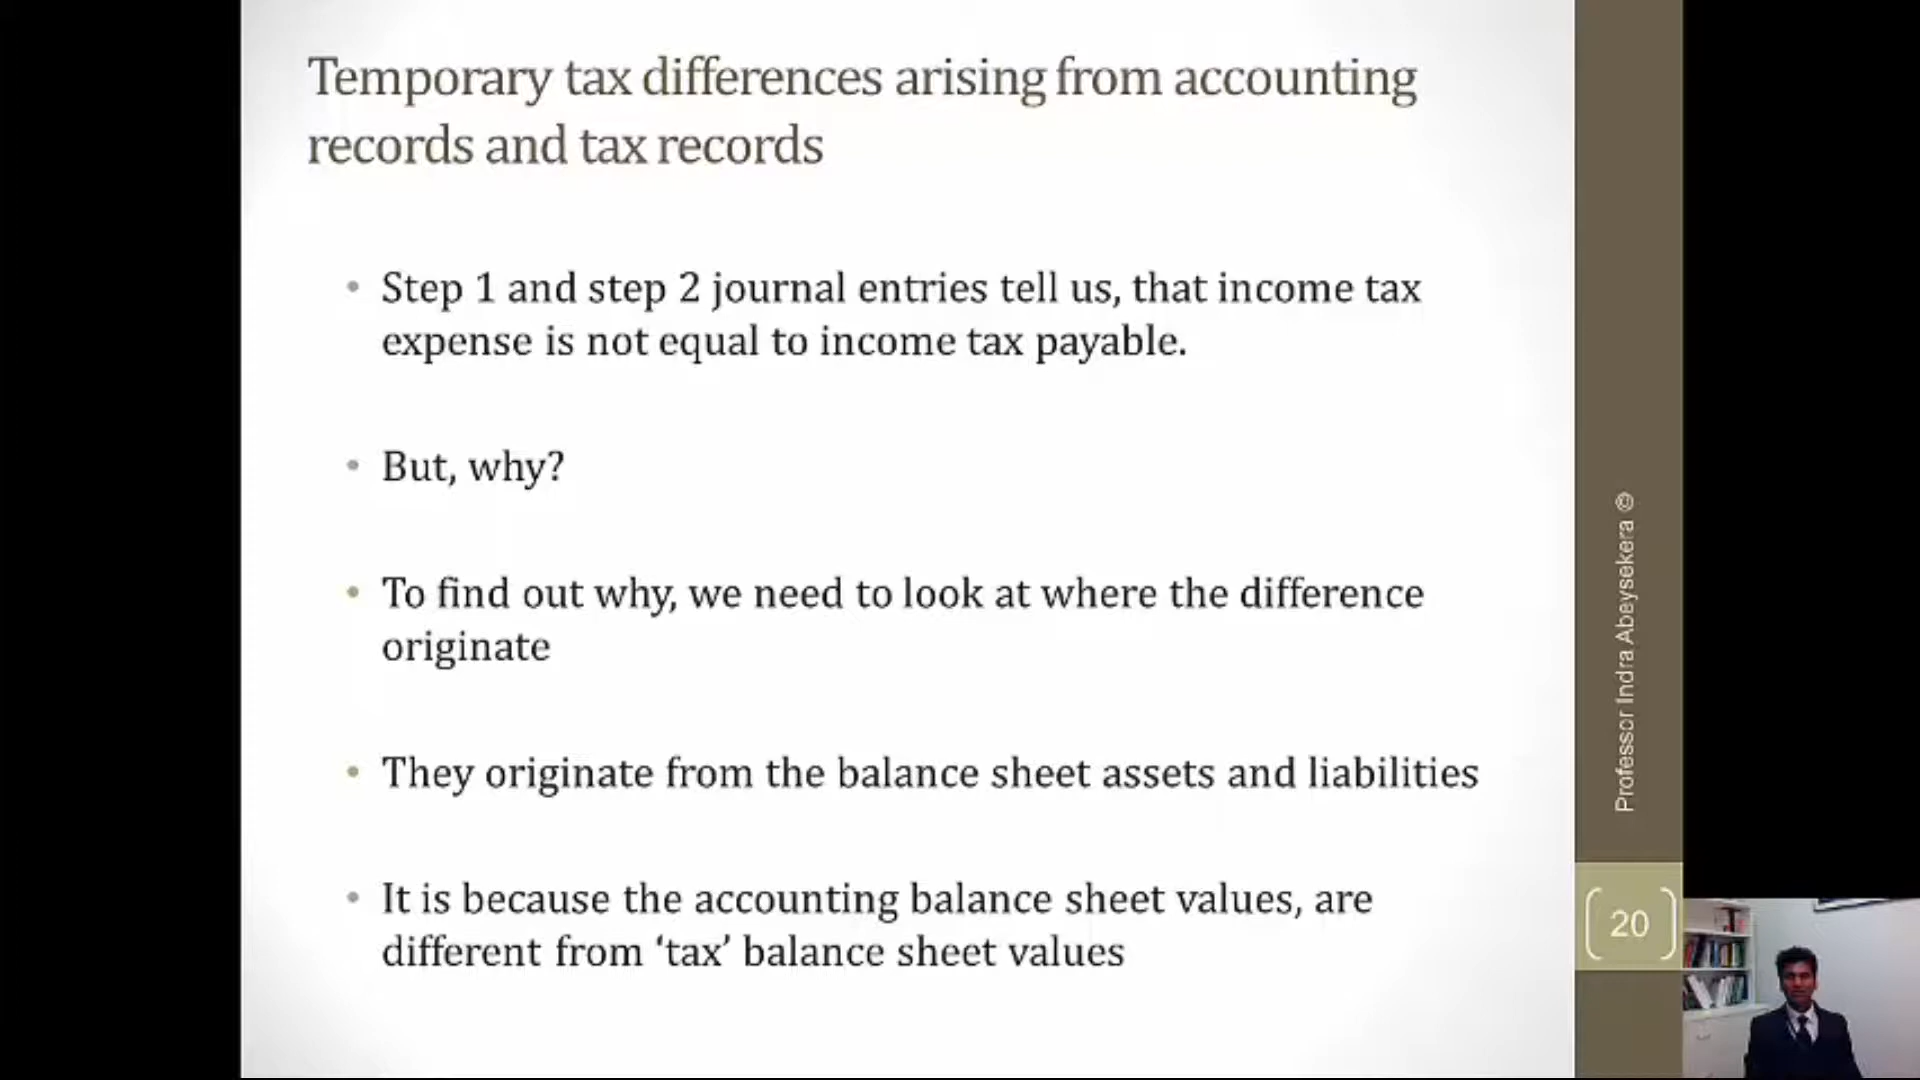 Temporary tax differences arising from accounting
records and tax records
• Step 1 and step 2 journal entries tell us, that income tax
expense is not equal to income tax payable.
• But, why?
• To find out why, we need to look at where the difference
originate
• They originate from the balance sheet assets and liabilities
• It is because the accounting balance sheet values, are
different from ‘tax’ balance sheet values
Professor Indra Abeysekera ©
20